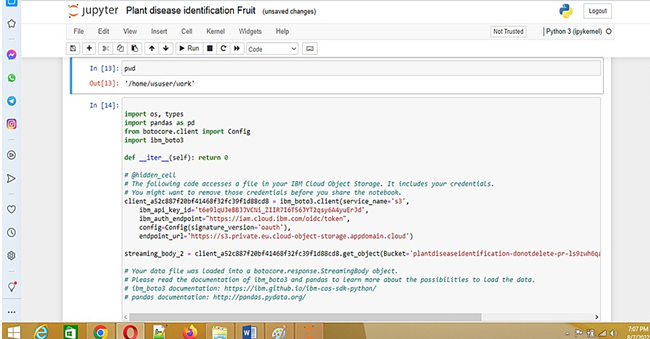 jupyter Plant disease identification Fruit (unsaved changes)
Logout
File Edit View Insert Cell Kernel Widgets Help
Not Trusted Python 3 (ipykernel)
Run Code
In [13]: pwd
Out[13]: '/home/wsuser/work'
In [14]:
import os, types
import pandas as pd
from botocore.client import Config
import ibm_boto3
def __iter__(self): return 0
# @hidden_cell
# The following code accesses a file in your IBM Cloud Object Storage. It includes your credentials.
# You might want to remove those credentials before you share the notebook.
client_a52c887f20bf41468f32fc39f1d88cd8 = ibm_boto3.client(service_name='s3',
ibm_api_key_id=
ibm_auth_endpoint="https://iam.cloud.ibm.com/oidc/token",
config=Config(signature_version='oauth'),
endpoint_url='https://s3.private.eu.cloud-object-storage.appdomain.cloud')
streaming_body_2 = client_a52c887f20bf41468f32fc39f1d88cd8.get_object(Bucket='plantdiseaseidentification-donotdelete-pr-
# Your data file was loaded into a botocore.response.StreamingBody object.
# Please read the documentation of ibm_boto3 and pandas to learn more about the possibilities to load the data.
# ibm_boto3 documentation: https://ibm.github.io/ibm-cos-sdk-python/
# pandas documentation: http://pandas.pydata.org/
7:07 PM